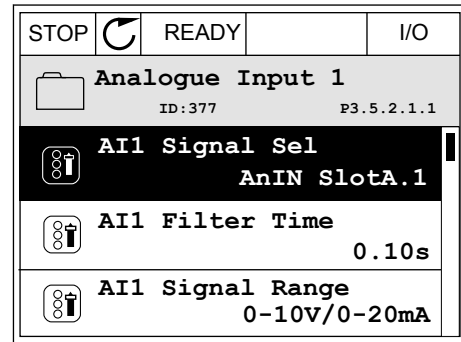 STOP READY I/O
Analogue Input 1
ID:377 P3.5.2.1.1
AI1 Signal Sel
AnIN SlotA.1
AI1 Filter Time
0.10s
AI1 Signal Range
0-10V/0-20mA